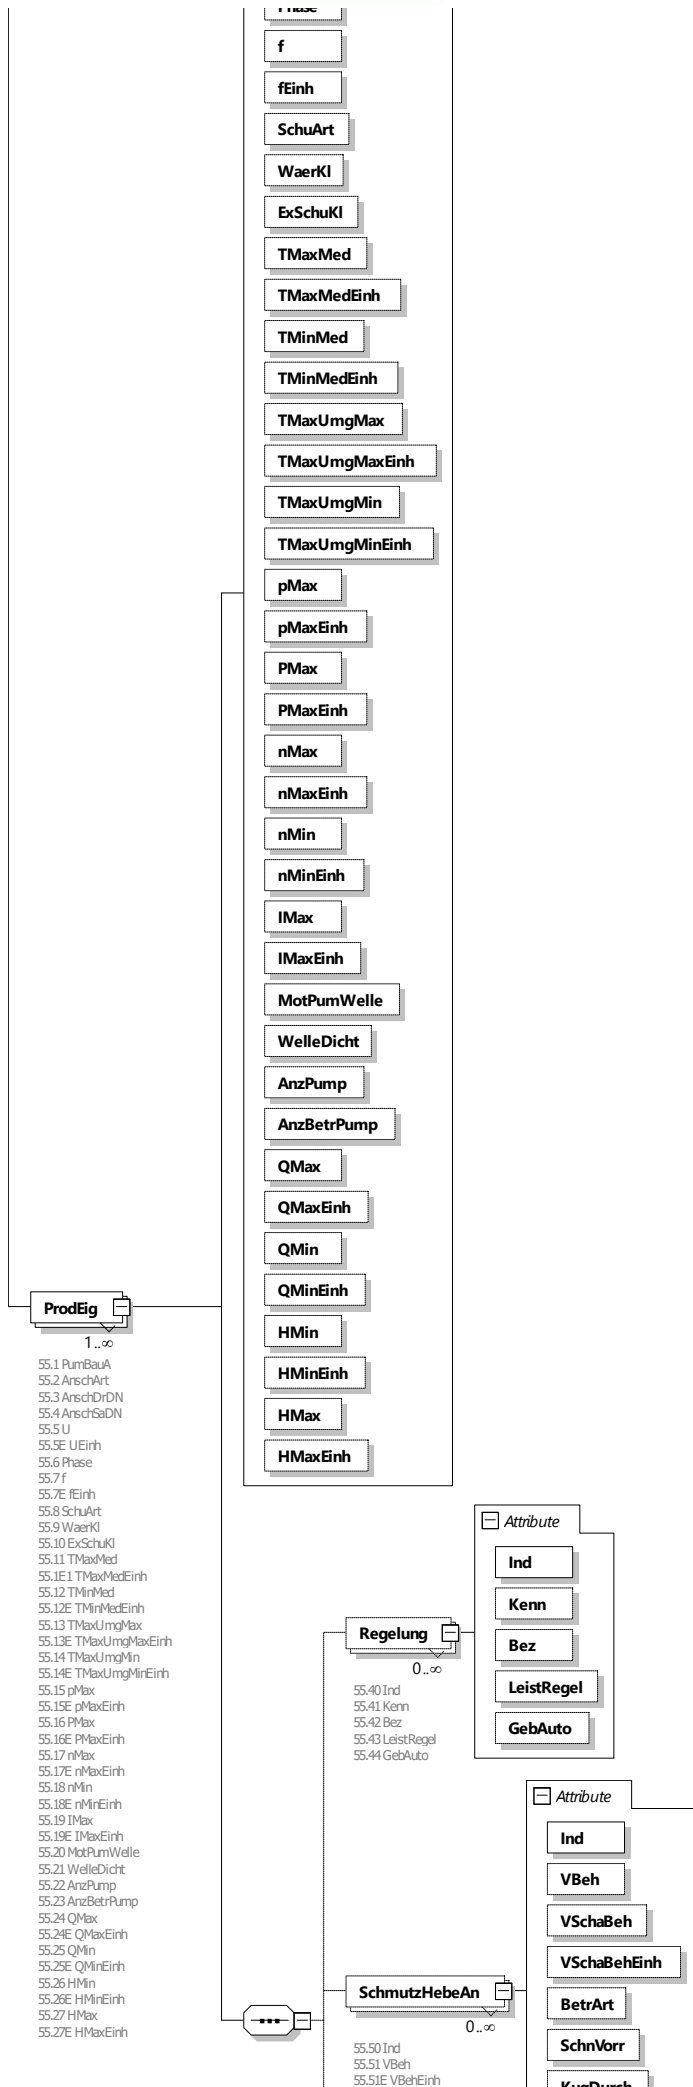 Phase
f
fEinh
SchuArt
WaerKl
ExSchuKl
TMaxMed
TMaxMedEinh
TMinMed
TMinMedEinh
TMaxUmgMax
TMaxUmgMaxEinh
TMaxUmgMin
TMaxUmgMinEinh
pMax
pMaxEinh
PMax
PMaxEinh
nMax
nMaxEinh
nMin
nMinEinh
IMax
IMaxEinh
MotPumWelle
WelleDicht
AnzPump
AnzBetrPump
QMax
QMaxEinh
QMin
QMinEinh
HMin
HMinEinh
HMax
HMaxEinh
ProdEig
1..∞
55.1 PumBauA
55.2 AnschArt
55.3 AnschDrDN
55.4 AnschSaDN
55.5 U
55.5E UEinh
55.6 Phase
55.7 f
55.7E fEinh
55.8 SchuArt
55.9 WaerKl
55.10 ExSchuKl
55.11 TMaxMed
55.1E1 TMaxMedEinh
55.12 TMinMed
55.12E TMinMedEinh
55.13 TMaxUmgMax
55.13E TMaxUmgMaxEinh
55.14 TMaxUmgMin
55.14E TMaxUmgMinEinh
55.15 pMax
55.15E pMaxEinh
55.16 PMax
55.16E PMaxEinh
55.17 nMax
55.17E nMaxEinh
55.18 nMin
55.18E nMinEinh
55.19 IMax
55.19E IMaxEinh
55.20 MotPumWelle
55.21 WelleDicht
55.22 AnzPump
55.23 AnzBetrPump
55.24 QMax
55.24E QMaxEinh
55.25 QMin
55.25E QMinEinh
55.26 HMin
55.26E HMinEinh
55.27 HMax
55.27E HMaxEinh
Attribute
Ind
Kenn
Bez
LeistRegel
GebAuto
Regelung
0..∞
55.40 Ind
55.41 Kenn
55.42 Bez
55.43 LeistRegel
55.44 GebAuto
Attribute
Ind
VBeh
VSchaBeh
VSchaBehEinh
BetrArt
SchnVorr
KugDurch
SchmutzHebeAn
0..∞
55.50 Ind
55.51 VBeh
55.51E VBehEinh